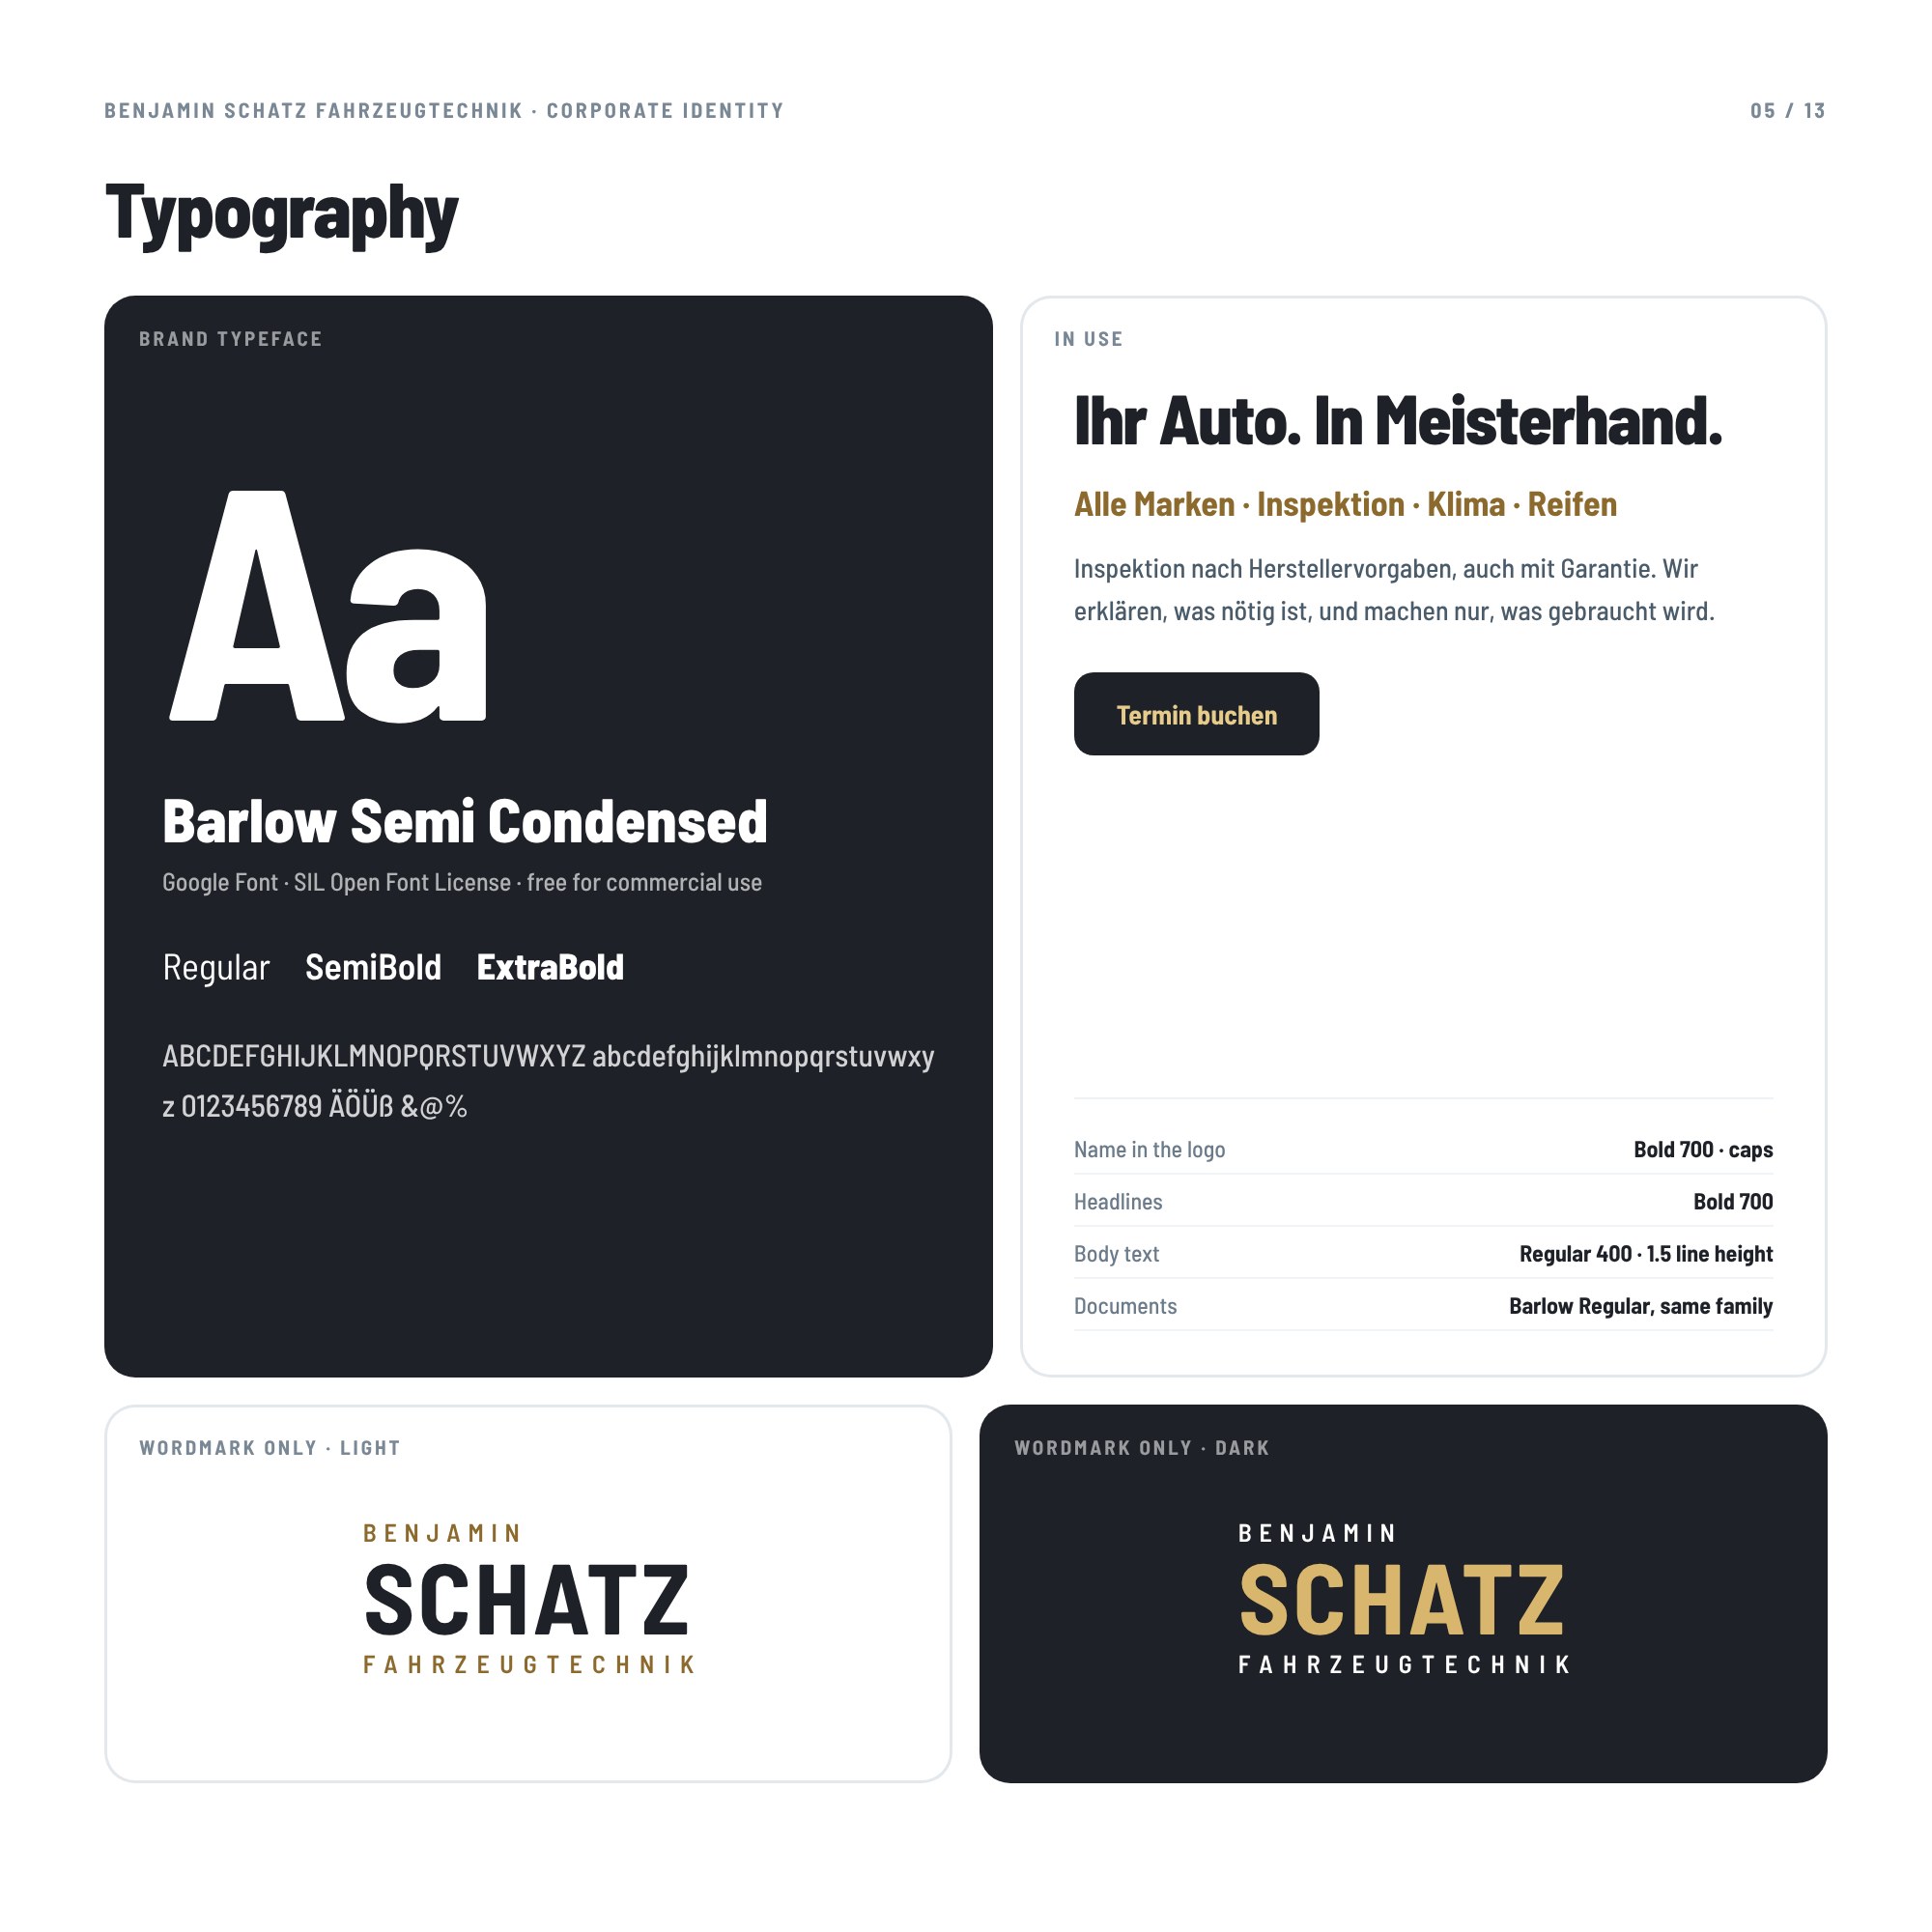 BENJAMIN SCHATZ FAHRZEUGTECHNIK · CORPORATE IDENTITY
05 / 13
Typography
BRAND TYPEFACE
Aa
Barlow Semi Condensed
Google Font · SIL Open Font License · free for commercial use
Regular SemiBold ExtraBold
ABCDEFGHIJKLMNOPQRSTUVWXYZ abcdefghijklmnopqrstuvwxy
z 0123456789 ÄÖÜß &@%
IN USE
Ihr Auto. In Meisterhand.
Alle Marken · Inspektion · Klima · Reifen
Inspektion nach Herstellervorgaben, auch mit Garantie. Wir
erklären, was nötig ist, und machen nur, was gebraucht wird.
Termin buchen
Name in the logo Bold 700 · caps
Headlines Bold 700
Body text Regular 400 · 1.5 line height
Documents Barlow Regular, same family
WORDMARK ONLY · LIGHT
BENJAMIN
SCHATZ
FAHRZEUGTECHNIK
WORDMARK ONLY · DARK
BENJAMIN
SCHATZ
FAHRZEUGTECHNIK